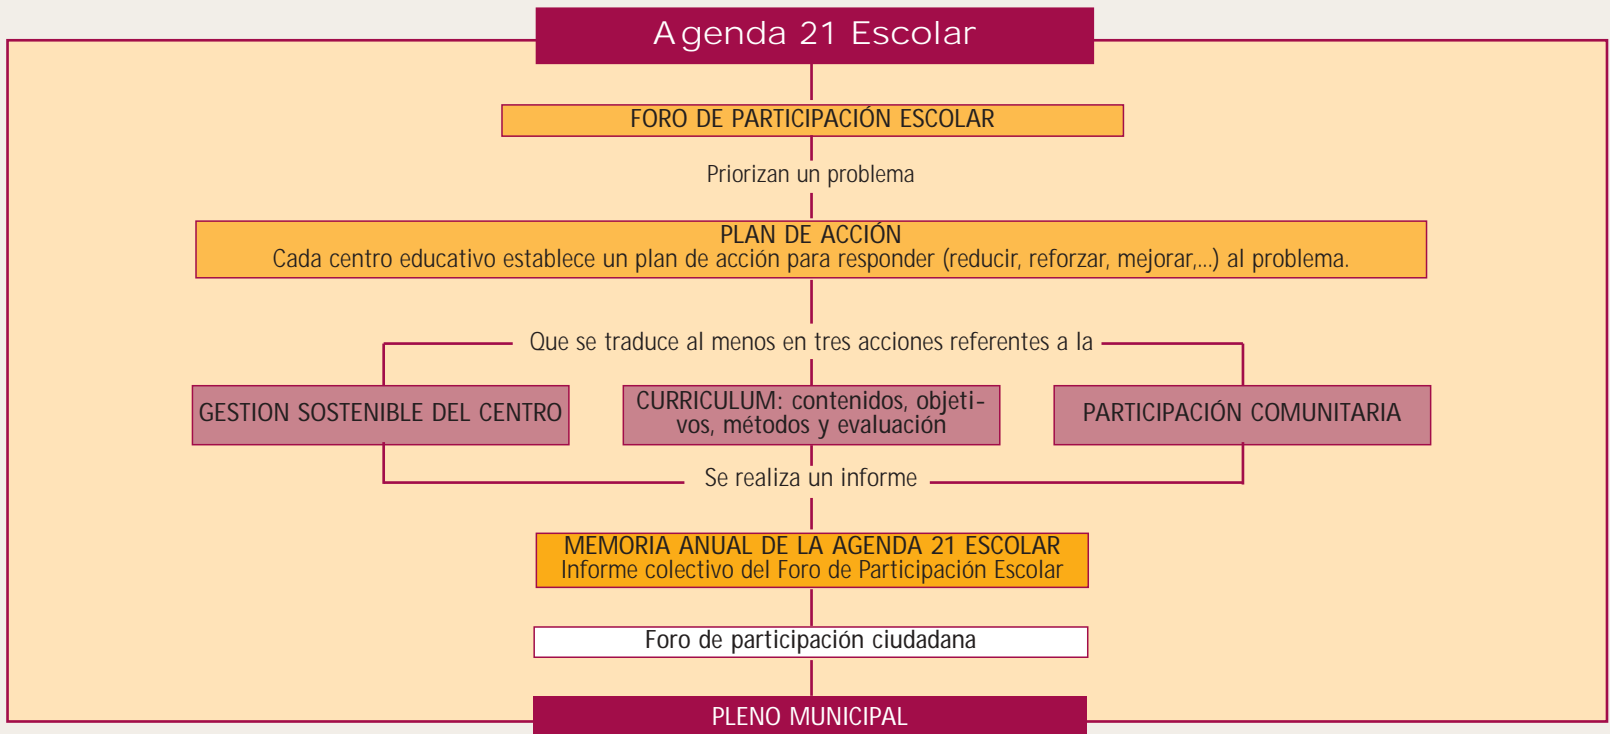 Agenda 21 Escolar
FORO DE PARTICIPACIÓN ESCOLAR
Priorizan un problema
PLAN DE ACCIÓN
Cada centro educativo establece un plan de acción para responder (reducir, reforzar, mejorar,...) al problema.
Que se traduce al menos en tres acciones referentes a la
GESTION SOSTENIBLE DEL CENTRO
CURRICULUM: contenidos, objeti-
vos, métodos y evaluación
PARTICIPACIÓN COMUNITARIA
Se realiza un informe
MEMORIA ANUAL DE LA AGENDA 21 ESCOLAR
Informe colectivo del Foro de Participación Escolar
Foro de participación ciudadana
PLENO MUNICIPAL